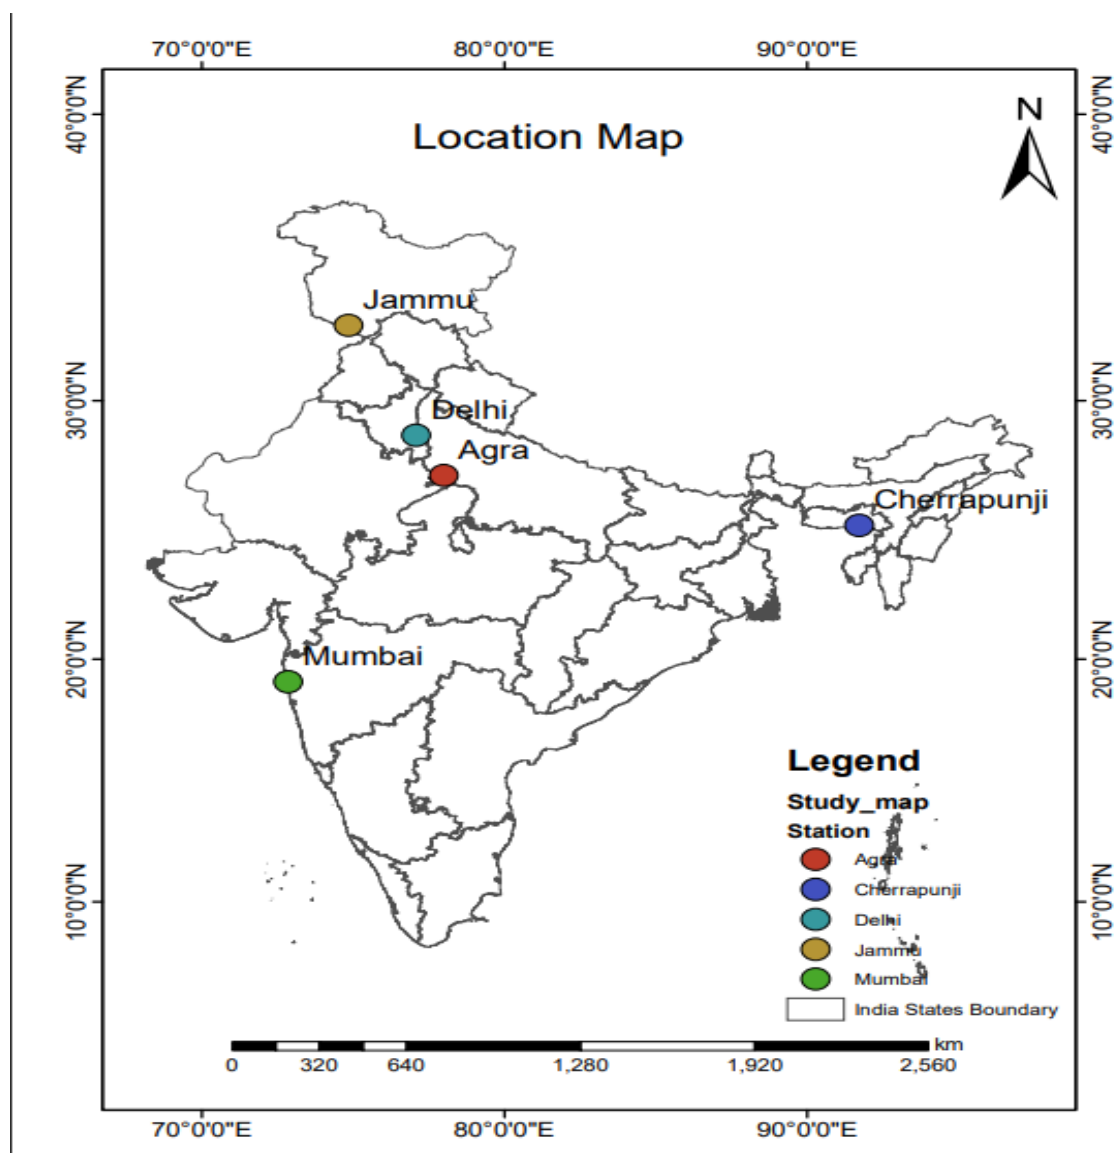 70°0'0"E 80°0'0"E 90°0'0"E
40°0'0"N 40°0'0"N
N
Location Map
Jammu
30°0'0"N 30°0'0"N
Delhi
Agra
Cherrapunji
20°0'0"N 20°0'0"N
Mumbai
Legend
Study_map
Station
Agra
Cherrapunji
10°0'0"N 10°0'0"N
Delhi
Jammu
Mumbai
India States Boundary
km
0 320 640 1,280 1,920 2,560
70°0'0"E 80°0'0"E 90°0'0"E